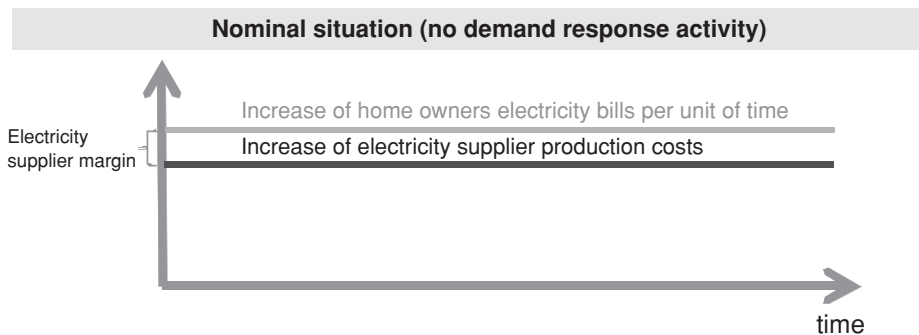 Nominal situation (no demand response activity)
Increase of home owners electricity bills per unit of time
Electricity
supplier margin
Increase of electricity supplier production costs
time